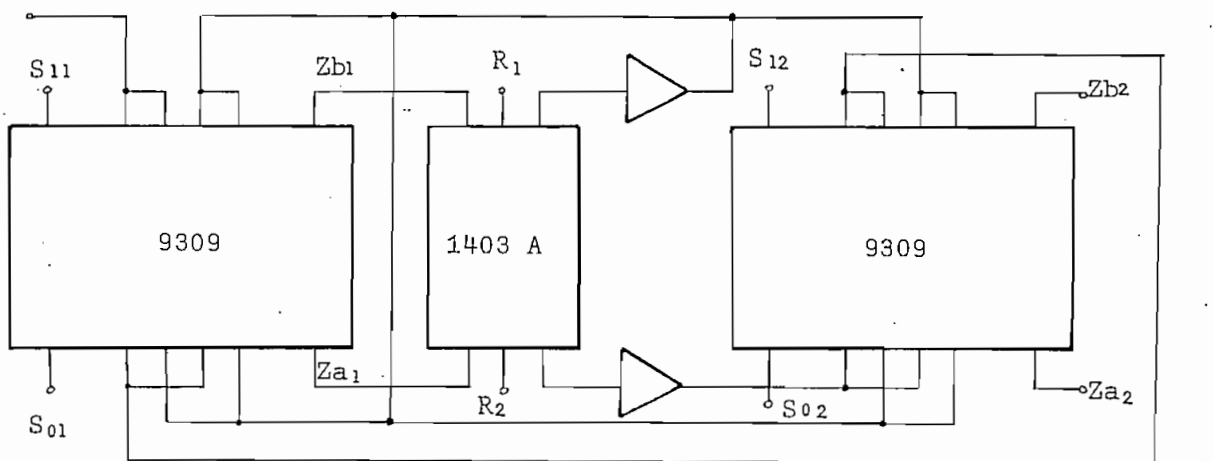 S₁₁
Zb₁
R₁
S₁₂
Zb₂
9309
1403 A
9309
S₀₁
Za₁
R₂
S₀₂
Za₂